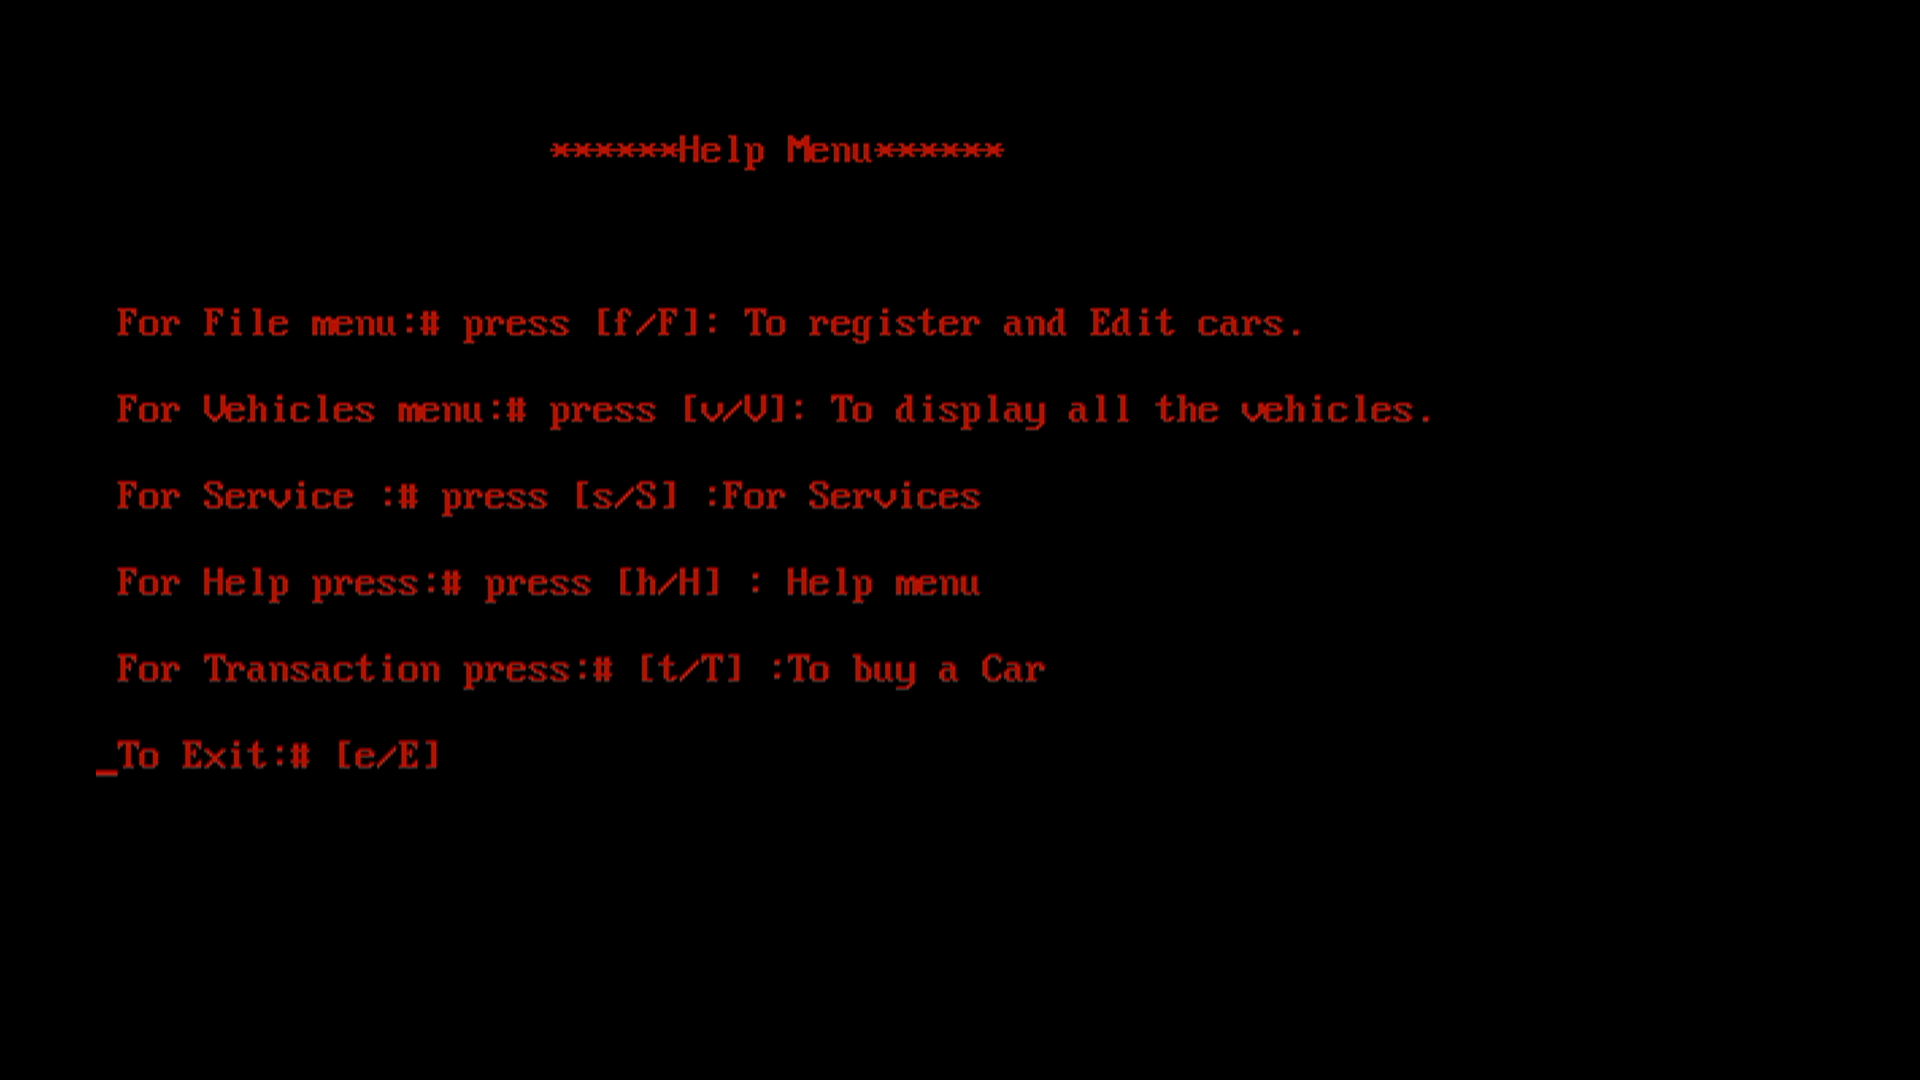 ******Help Menu******
For File menu:# press [f/F]: To register and Edit cars.
For Vehicles menu:# press [v/V]: To display all the vehicles.
For Service :# press [s/S] :For Services
For Help press:# press [h/H] : Help menu
For Transaction press:# [t/T] :To buy a Car
_To Exit:# [e/E]